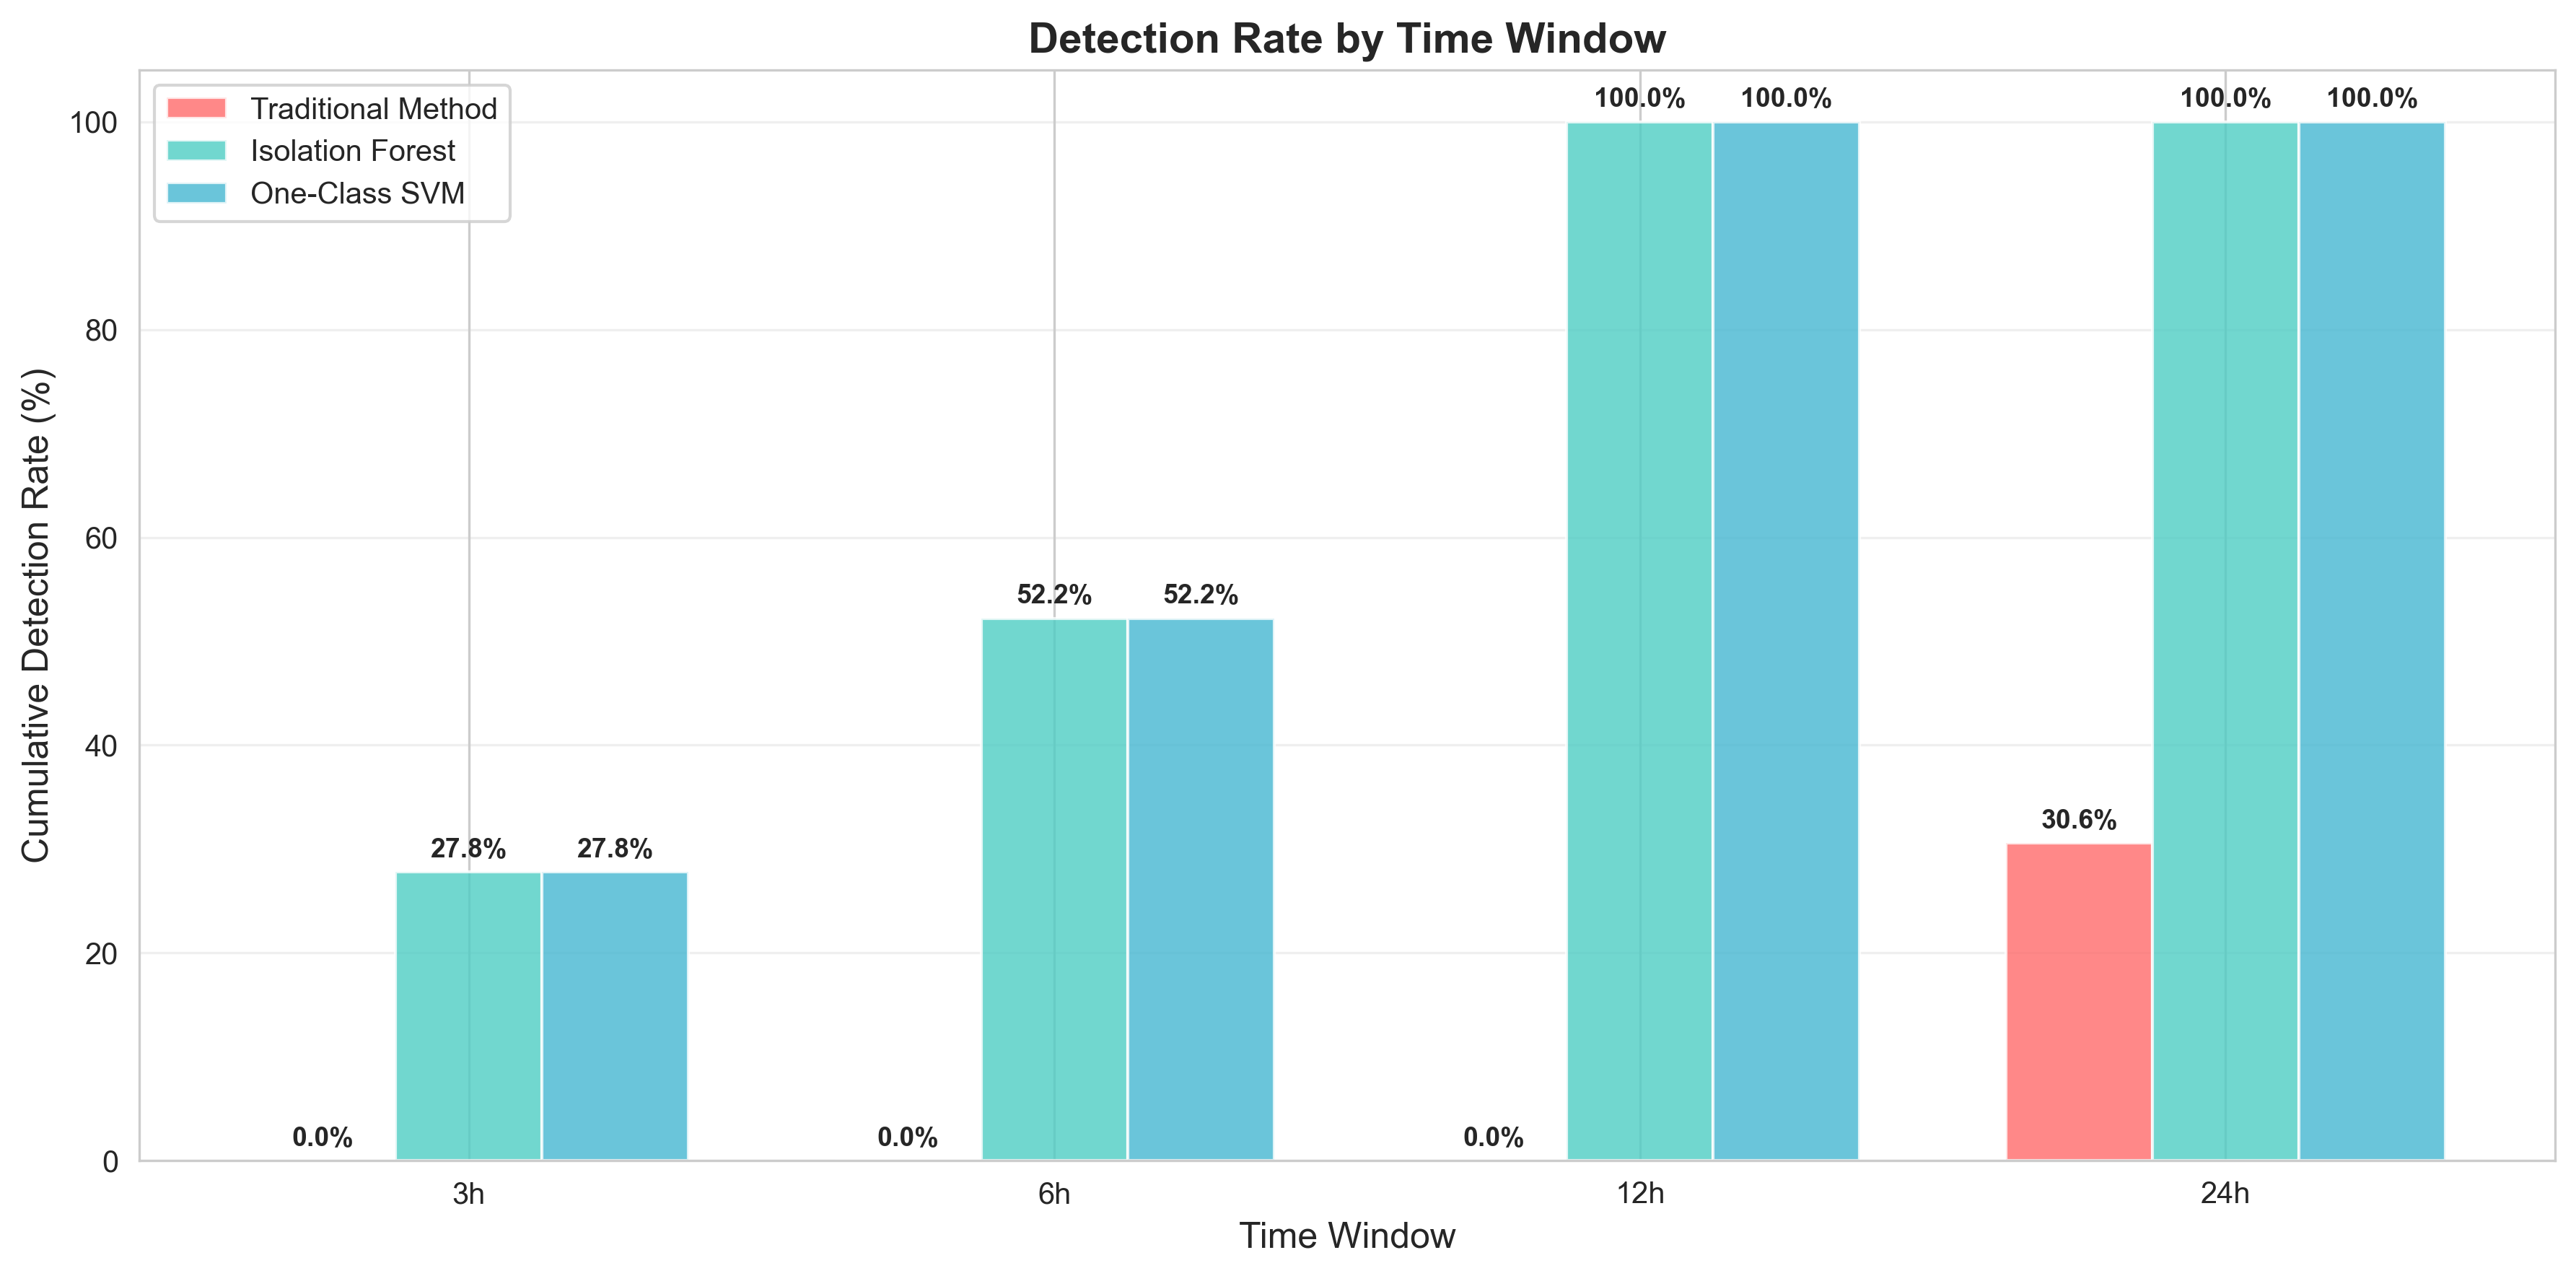 Detection Rate by Time Window
Traditional Method
Isolation Forest
One-Class SVM
Cumulative Detection Rate (%)
100
80
60
40
20
0
0.0%
27.8%
27.8%
0.0%
52.2%
52.2%
0.0%
100.0%
100.0%
30.6%
100.0%
100.0%
3h
6h
12h
24h
Time Window